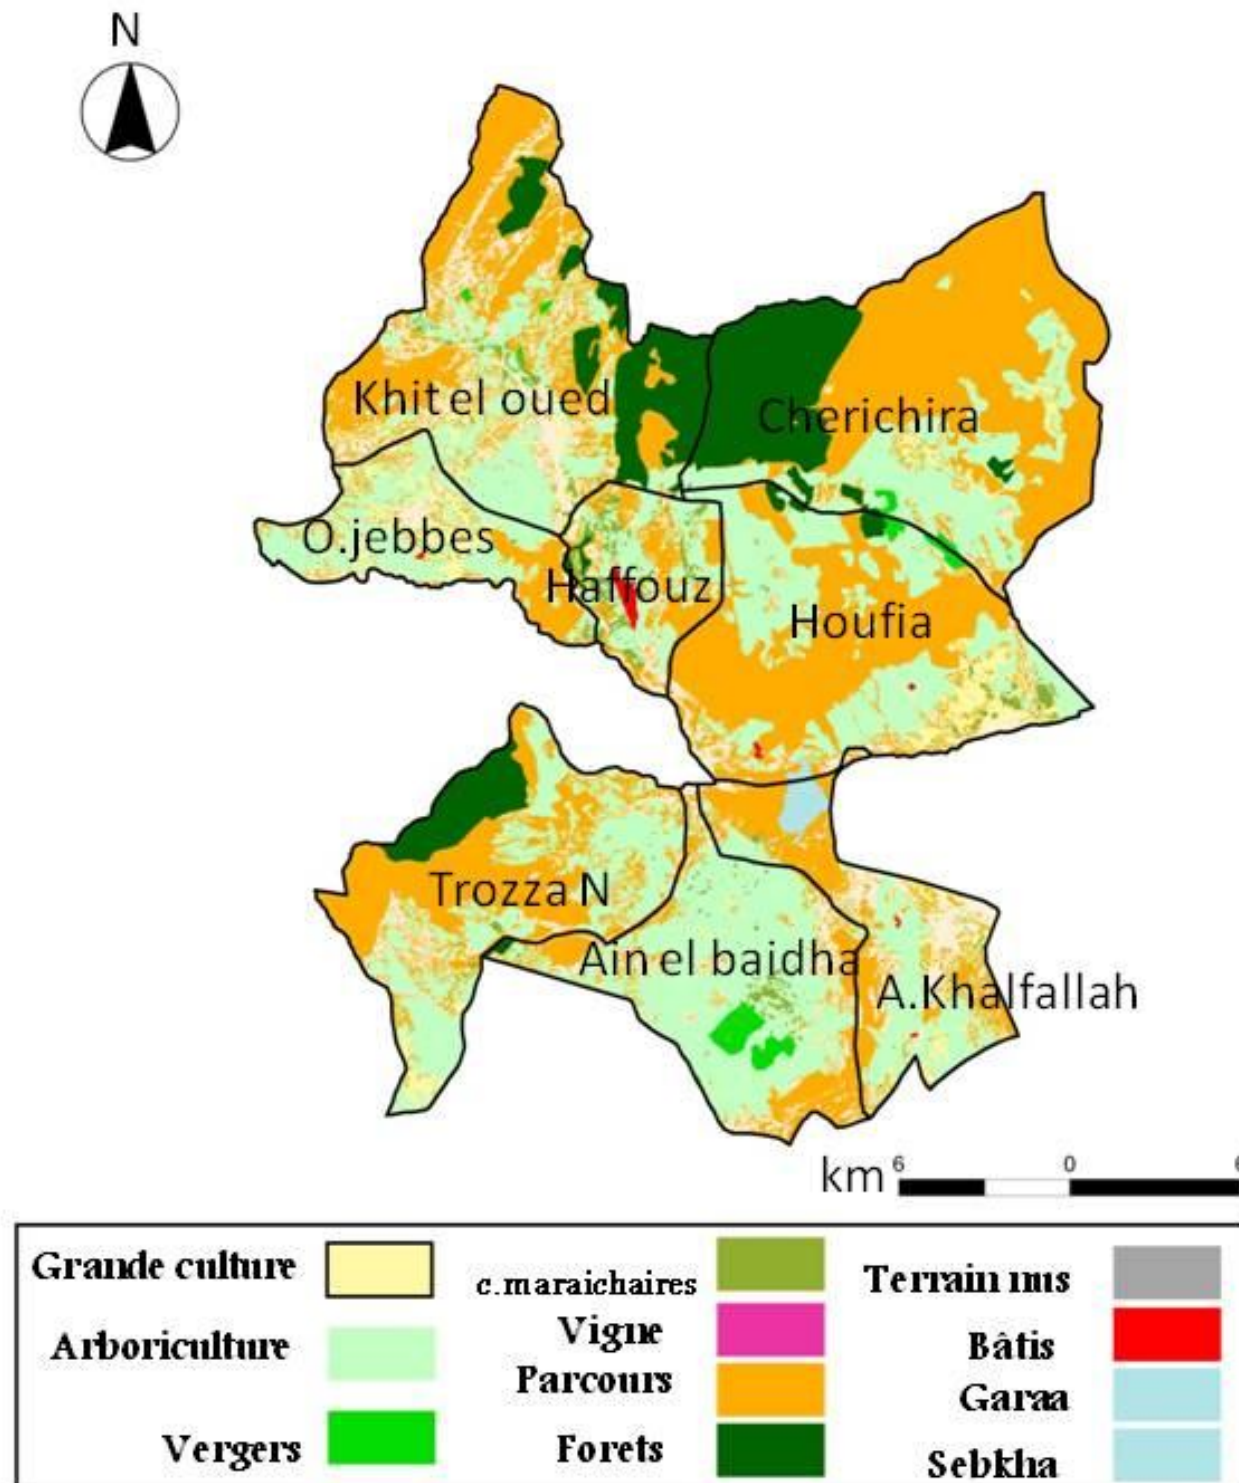 N
Khit el oued
Cherichira
O.jebbes
Haffouz
Houfia
Trozza N
Ain el baidha
A.Khalfallah
km 6 0 6
Grande culture
c.maraichaires
Terrain nus
Arboriculture
Vigne
Bâtis
Parcours
Garaa
Vergers
Forets
Sebkha